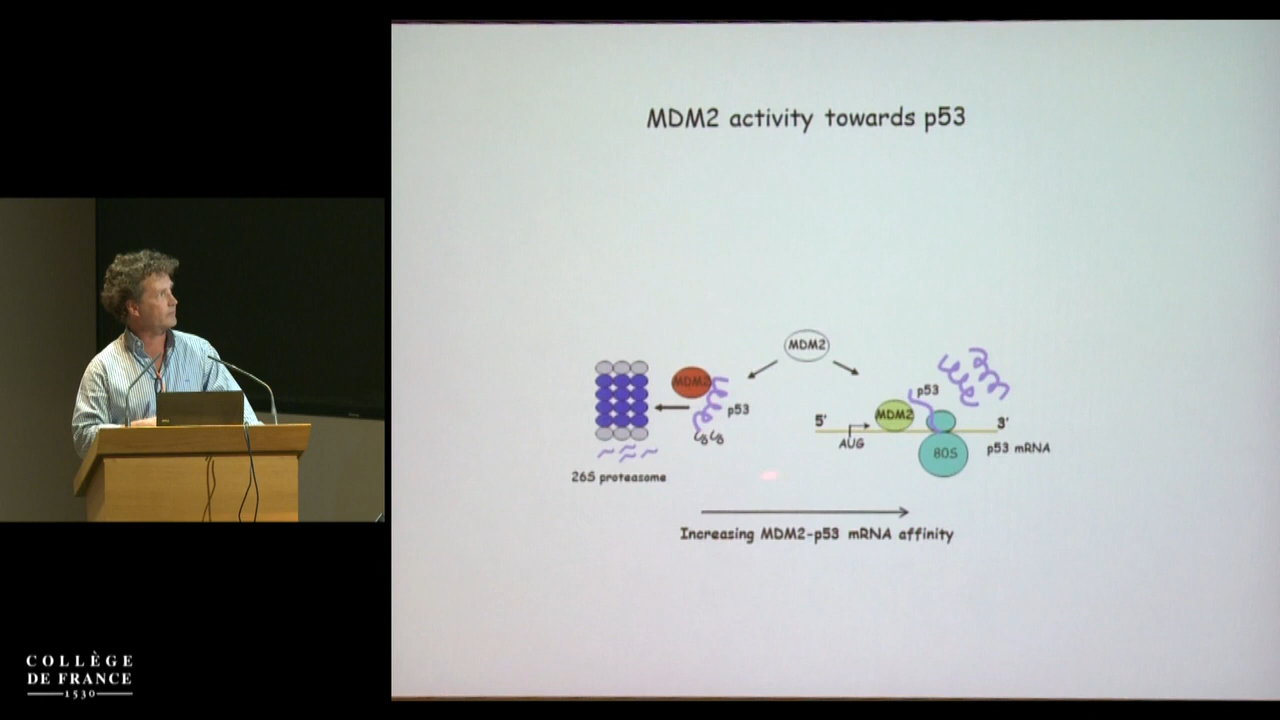 MDM2 activity towards p53
MDM2
MDM2
p53
26S proteasome
p53
5'
MDM2
3'
AUG
80S
p53 mRNA
Increasing MDM2-p53 mRNA affinity
COLLÈGE
DE FRANCE
1530